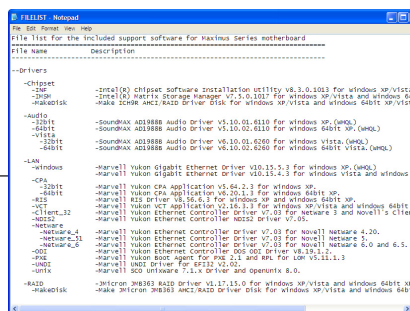 FILELIST - Notepad
File Edit Format View Help
File list for the included support software for Maximus Series motherboard
File Name Description
--Drivers
-Chipset
-INF -Intel(R) Chipset Software Installation Utility V8.3.0.1013 for Windows XP/Vista
-IMSM -Intel(R) Matrix Storage Manager V7.5.0.1017 for Windows XP/Vista and Windows 64
-MakeDisk -Make ICH9R AHCI/RAID Driver Disk for Windows XP/Vista and Windows 64bit XP/Vis
-Audio
-32bit -SoundMAX AD1988B Audio Driver V5.10.01.6110 for Windows XP.(WHQL)
-64bit -SoundMAX AD1988B Audio Driver V5.10.02.6110 for Windows 64bit XP.(WHQL)
-Vista
-32bit -SoundMAX AD1988B Audio Driver V6.10.01.6260 for Windows Vista.(WHQL)
-64bit -SoundMAX AD1988B Audio Driver V6.10.02.6260 for Windows 64bit Vista.(WHQL)
-LAN
-Windows -Marvell Yukon Gigabit Ethernet Driver V10.15.5.3 for Windows XP.(WHQL)
-Marvell Yukon Gigabit Ethernet Driver V10.15.4.3 for Windows Vista and Windows
-CPA
-32bit -Marvell Yukon CPA Application V5.64.2.3 for Windows XP.
-64bit -Marvell Yukon CPA Application V6.20.1.3 for Windows 64bit XP.
-RIS -Marvell RIS Driver V8.56.6.3 for Windows XP and Windows 64bit XP.
-VCT -Marvell Yukon VCT Application V2.16.3.3 for Windows XP/Vista and Windows 64bit
-Client_32 -Marvell Yukon Ethernet Controller Driver V7.03 for Netware 3 and Novell's Clien
-NDIS2 -Marvell Yukon Ethernet Controller NDIS2 Driver V7.05.
-Netware
-Netware_4 -Marvell Yukon Ethernet Controller Driver V7.03 for Novell Netware 4.20.
-Netware_51 -Marvell Yukon Ethernet Controller Driver V7.03 for Novell Netware 5.
-Netware_6 -Marvell Yukon Ethernet Controller Driver V7.03 for Novell Netware 6.0 and 6.5.
-ODI -Marvell Yukon Ethernet Controller DOS ODI Driver V8.19.1.2.
-PXE -Marvell Yukon Boot Agent for PXE 2.1 and RPL for LOM V5.11.1.3
-UNDI -Marvell UNDI Driver for EFI32 V2.02.
-Unix -Marvell SCO Unixware 7.1.x Driver and OpenUnix 8.0.
-RAID -JMicron JMB363 RAID Driver V1.17.15.0 for Windows XP/Vista and Windows 64bit XP
-MakeDisk -Make JMicron JMB363 AHCI/RAID Driver Disk for Windows XP/Vista and Windows 64bi